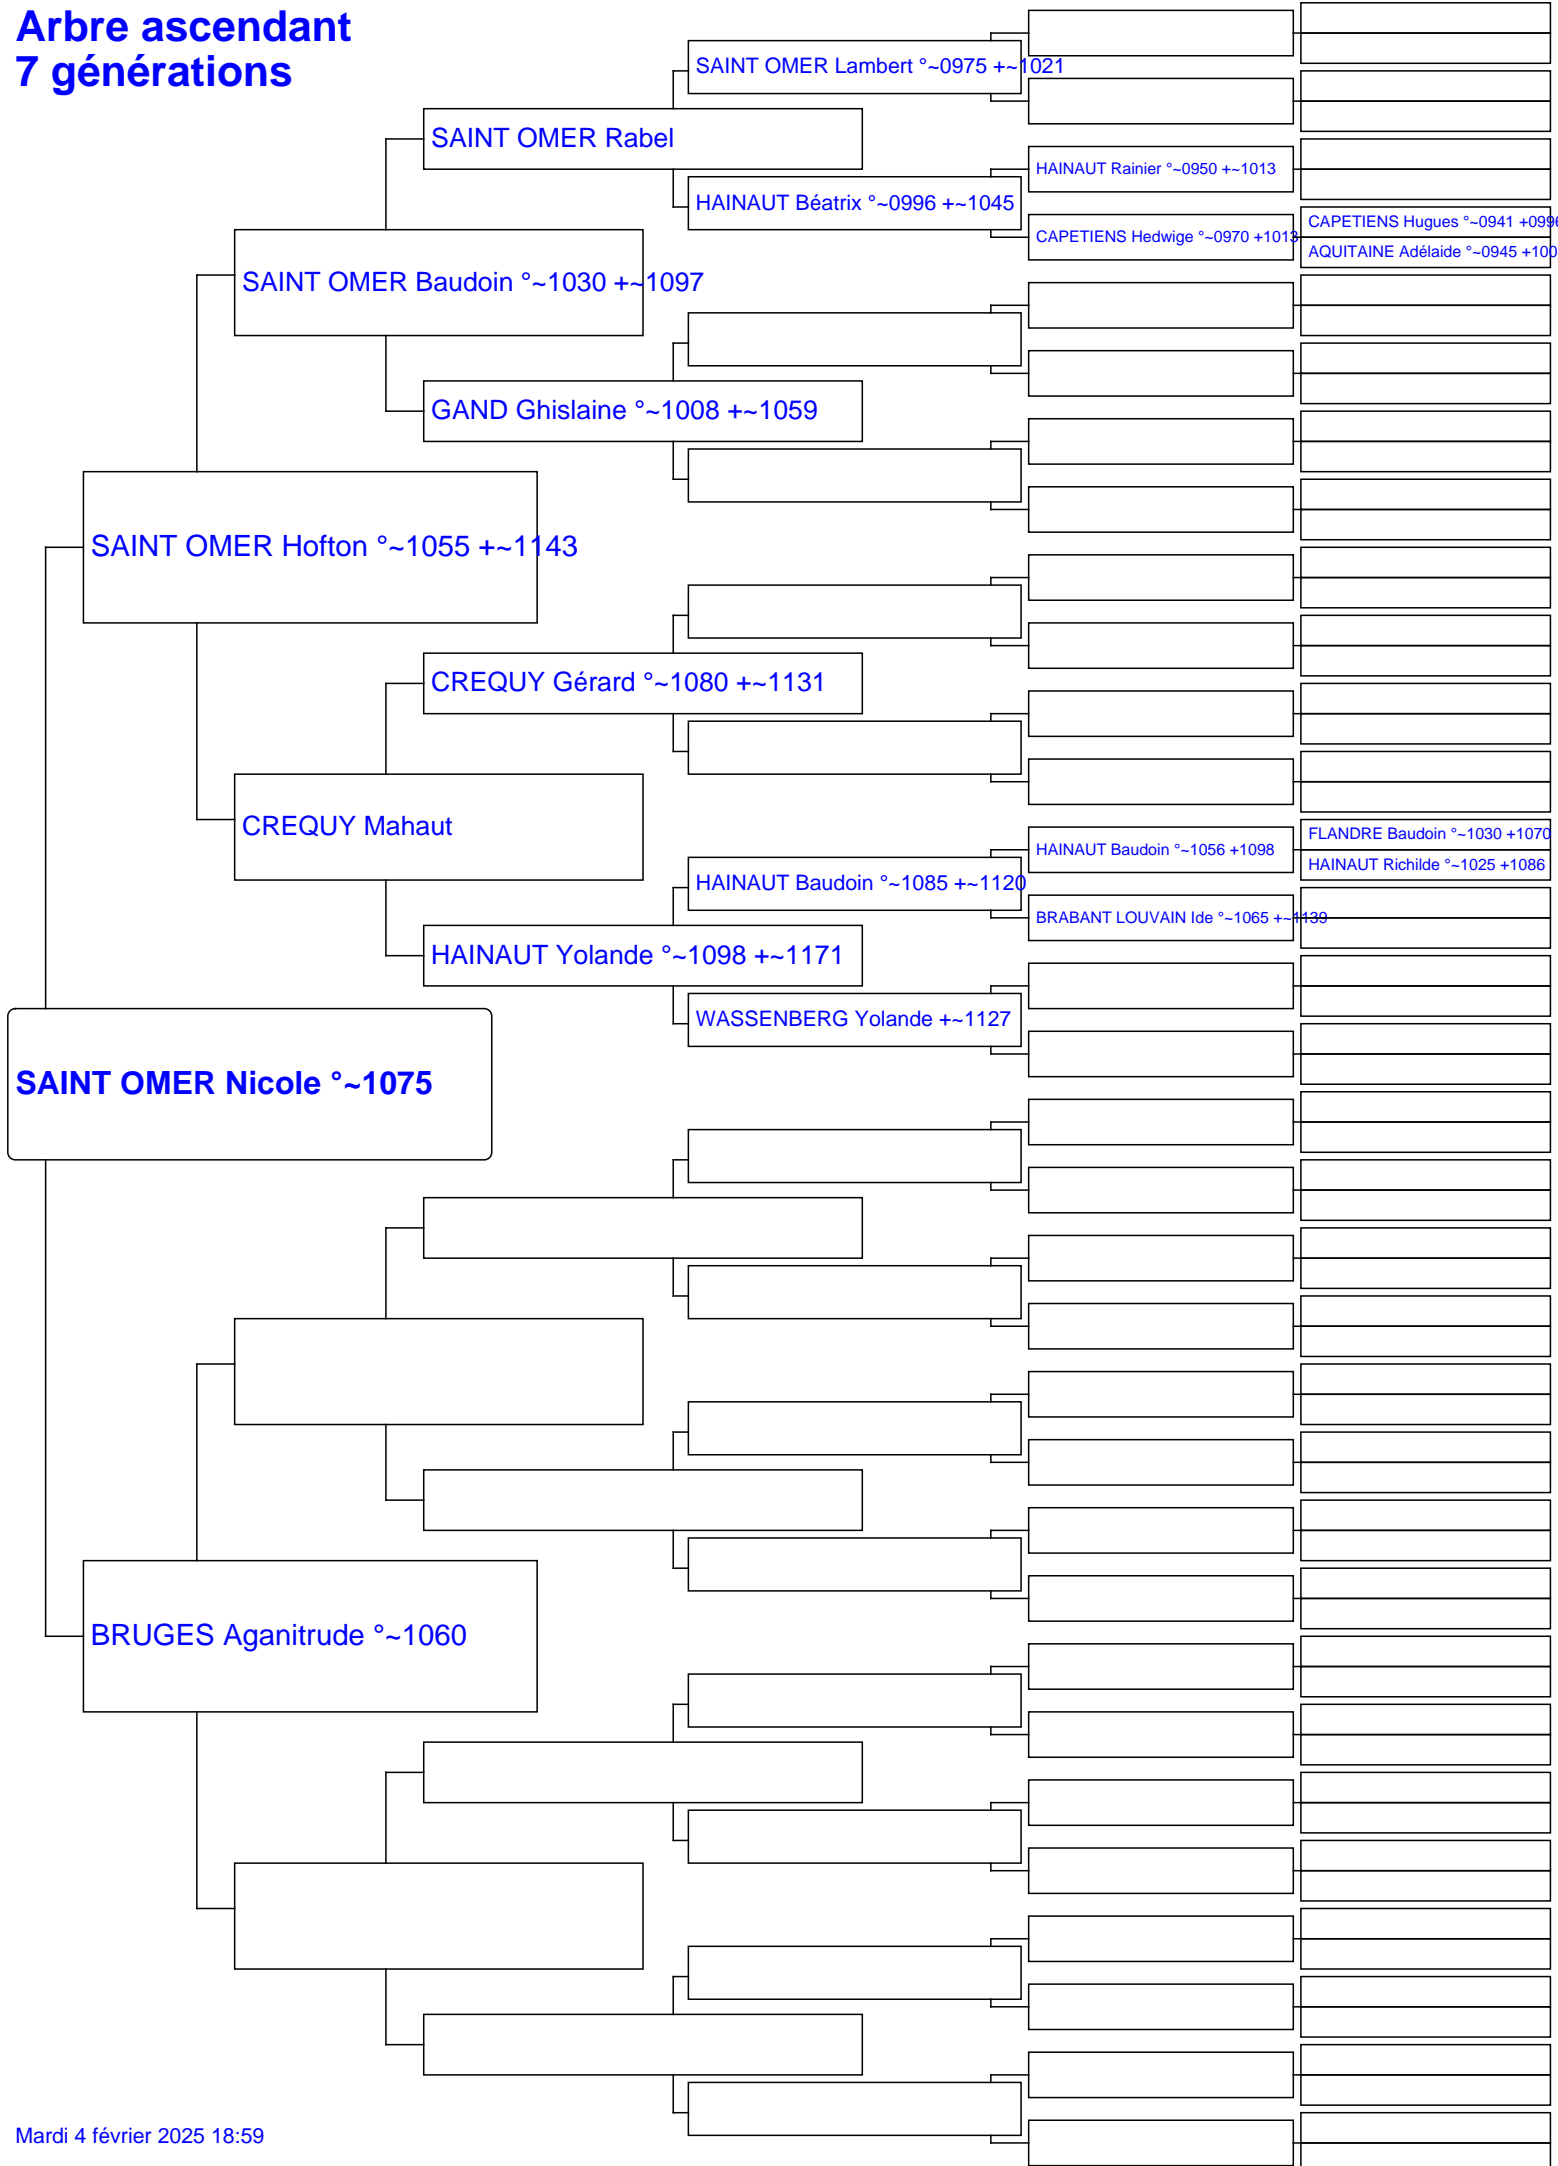 Arbre ascendant
7 générations
SAINT OMER Lambert °~0975 +~1021
SAINT OMER Rabel
HAINAUT Rainier °~0950 +~1013
HAINAUT Béatrix °~0996 +~1045
CAPETIENS Hugues °~0941 +0996
CAPETIENS Hedwige °~0970 +1013
AQUITAINE Adélaide °~0945 +100
SAINT OMER Baudoin °~1030 +~1097
GAND Ghislaine °~1008 +~1059
SAINT OMER Hofton °~1055 +~1143
CREQUY Gérard °~1080 +~1131
CREQUY Mahaut
FLANDRE Baudoin °~1030 +1070
HAINAUT Baudoin °~1056 +1098
HAINAUT Richilde °~1025 +1086
HAINAUT Baudoin °~1085 +~1120
BRABANT LOUVAIN Ide °~1065 +~1139
HAINAUT Yolande °~1098 +~1171
WASSENBERG Yolande +~1127
SAINT OMER Nicole °~1075
BRUGES Aganitrude °~1060
Mardi 4 février 2025 18:59